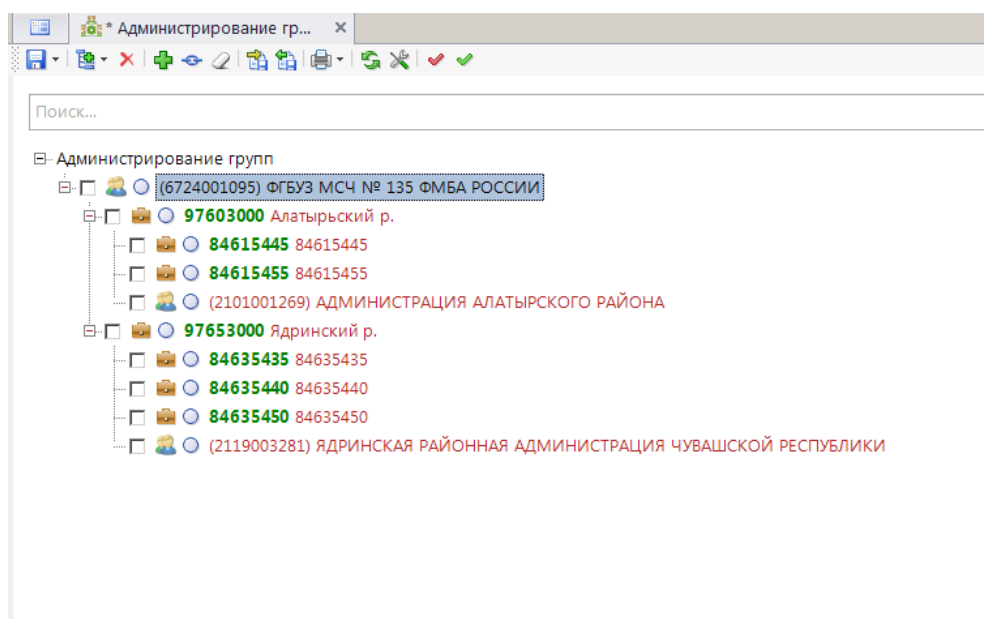 * Администрирование гр...
Поиск...
Администрирование групп
(6724001095) ФГБУЗ МСЧ № 135 ФМБА РОССИИ
97603000 Алатырьский р.
84615445 84615445
84615455 84615455
(2101001269) АДМИНИСТРАЦИЯ АЛАТЫРСКОГО РАЙОНА
97653000 Ядринский р.
84635435 84635435
84635440 84635440
84635450 84635450
(2119003281) ЯДРИНСКАЯ РАЙОННАЯ АДМИНИСТРАЦИЯ ЧУВАШСКОЙ РЕСПУБЛИКИ